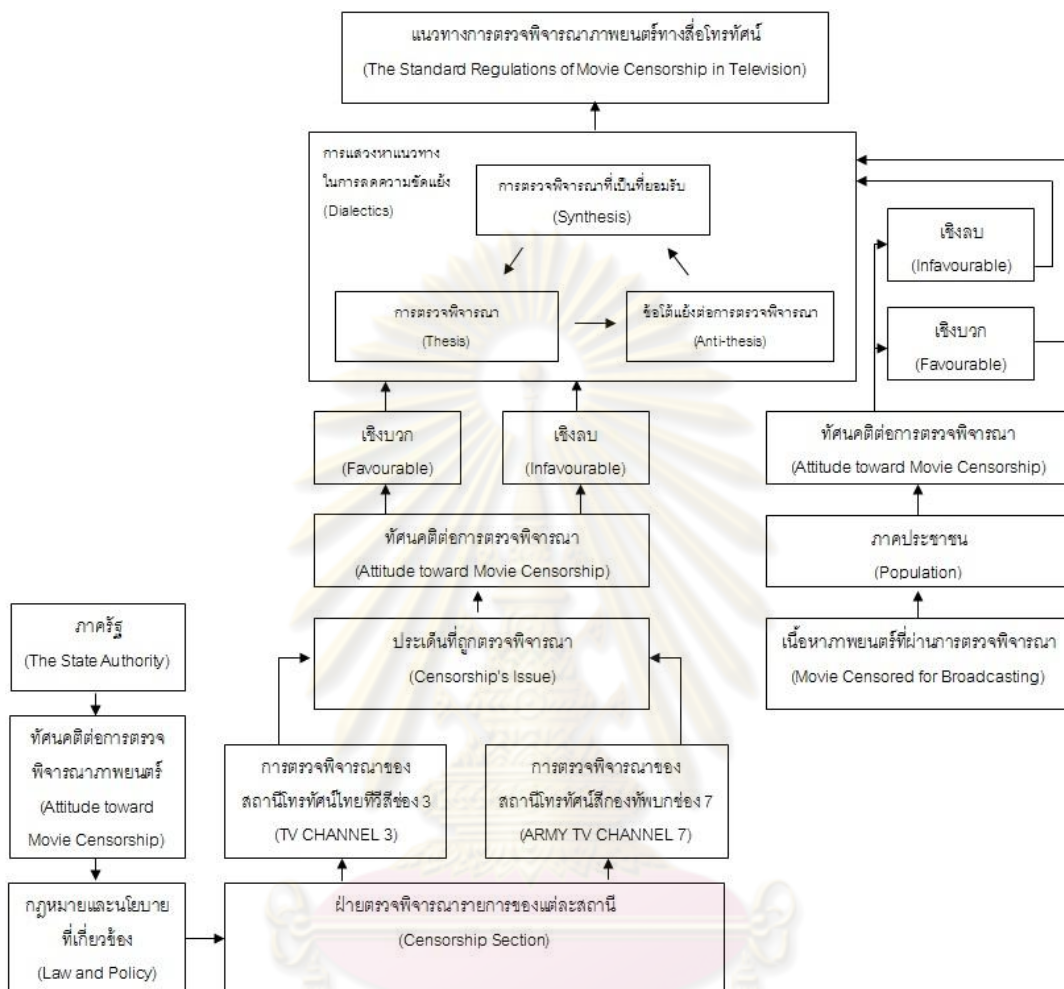 แนวทางการตรวจพิจารณาภาพยนตร์ทางสื่อโทรทัศน์
(The Standard Regulations of Movie Censorship in Television)
การแสวงหาแนวทาง
ในการลดความขัดแย้ง
(Dialectics)
การตรวจพิจารณาที่เป็นที่ยอมรับ
(Synthesis)
การตรวจพิจารณา
(Thesis)
ข้อโต้แย้งต่อการตรวจพิจารณา
(Anti-thesis)
เชิงลบ
(Infavourable)
เชิงบวก
(Favourable)
เชิงบวก
(Favourable)
เชิงลบ
(Infavourable)
ทัศนคติต่อการตรวจพิจารณา
(Attitude toward Movie Censorship)
ทัศนคติต่อการตรวจพิจารณา
(Attitude toward Movie Censorship)
ภาคประชาชน
(Population)
ภาครัฐ
(The State Authority)
ประเด็นที่ถูกตรวจพิจารณา
(Censorship's Issue)
เนื้อหาภาพยนตร์ที่ผ่านการตรวจพิจารณา
(Movie Censored for Broadcasting)
ทัศนคติต่อการตรวจ
พิจารณาภาพยนตร์
(Attitude toward
Movie Censorship)
การตรวจพิจารณาของ
สถานีโทรทัศน์ไทยทีวีสีช่อง 3
(TV CHANNEL 3)
การตรวจพิจารณาของ
สถานีโทรทัศน์สีกองทัพบกช่อง 7
(ARMY TV CHANNEL 7)
กฎหมายและนโยบาย
ที่เกี่ยวข้อง
(Law and Policy)
ฝ่ายตรวจพิจารณารายการของแต่ละสถานี
(Censorship Section)